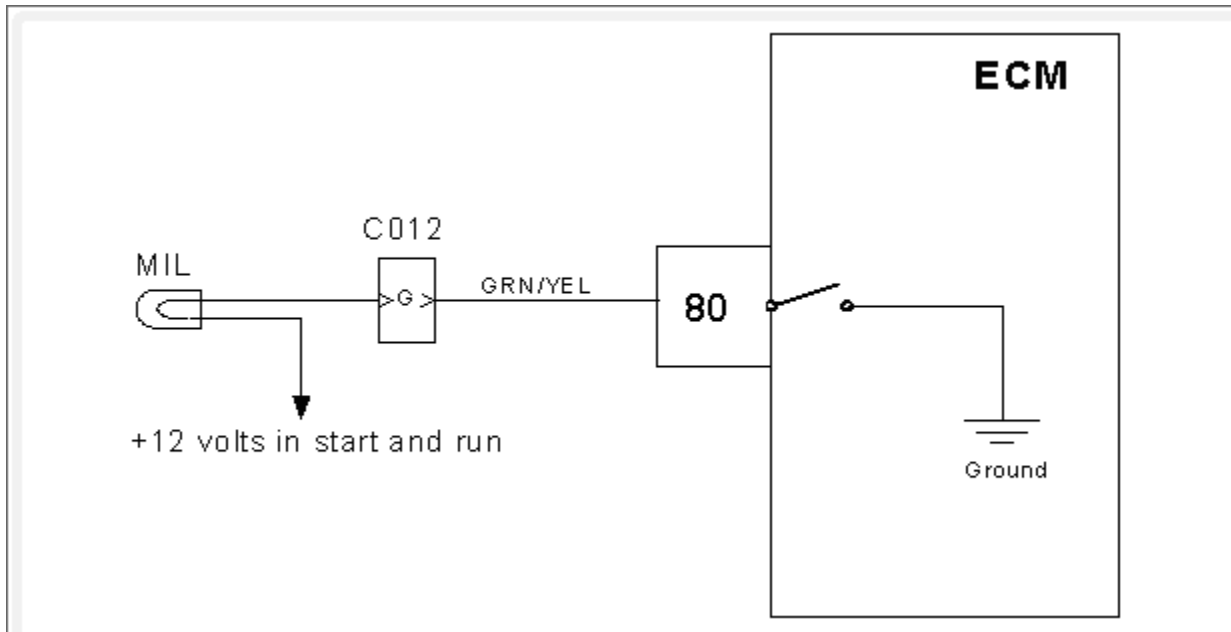 ECM
C012
MIL
G
GRN/YEL
80
+12 volts in start and run
Ground